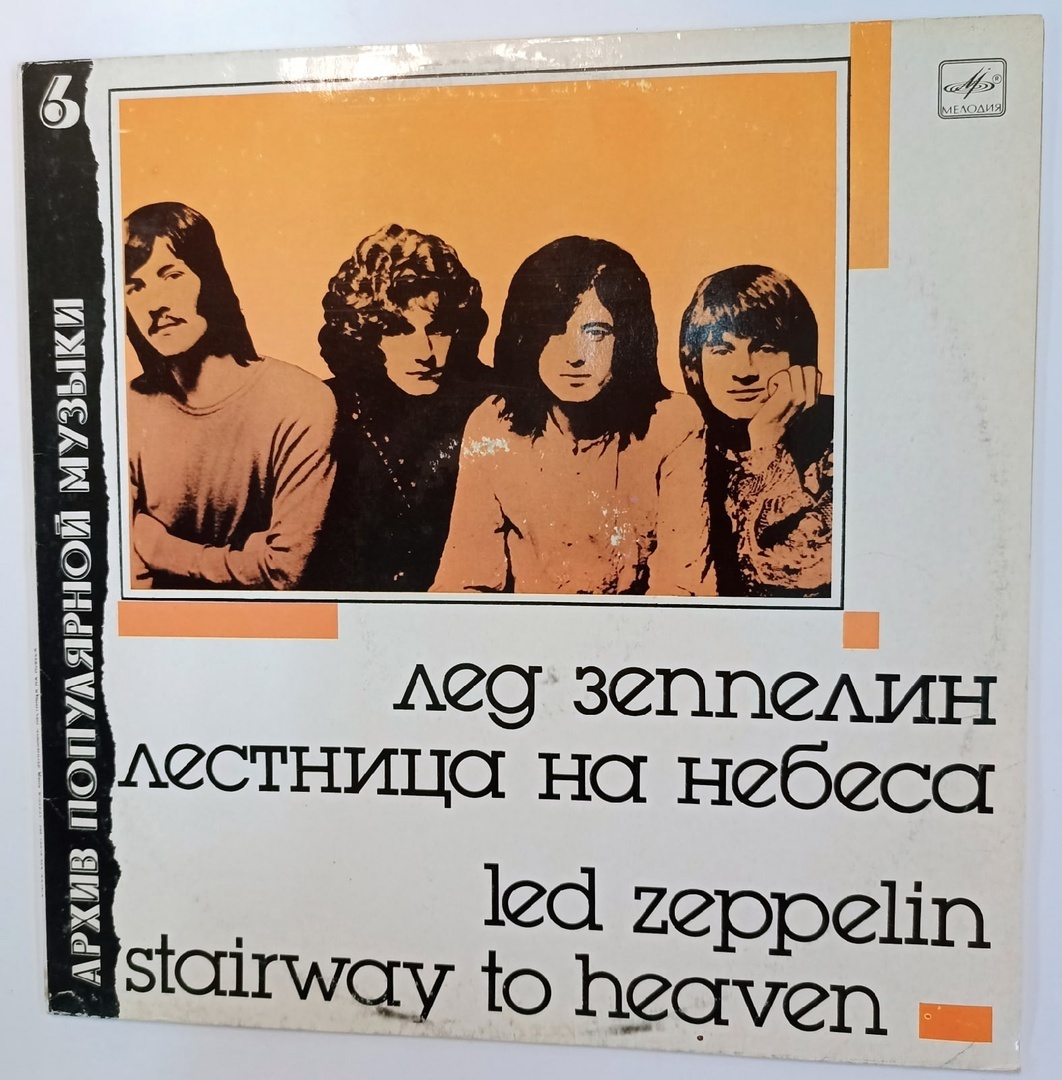 6
АРХИВ ПОПУЛЯРНОЙ МУЗЫКИ
МЕЛОДИЯ
лед зеппелин
лестница на небеса
led zeppelin
stairway to heaven